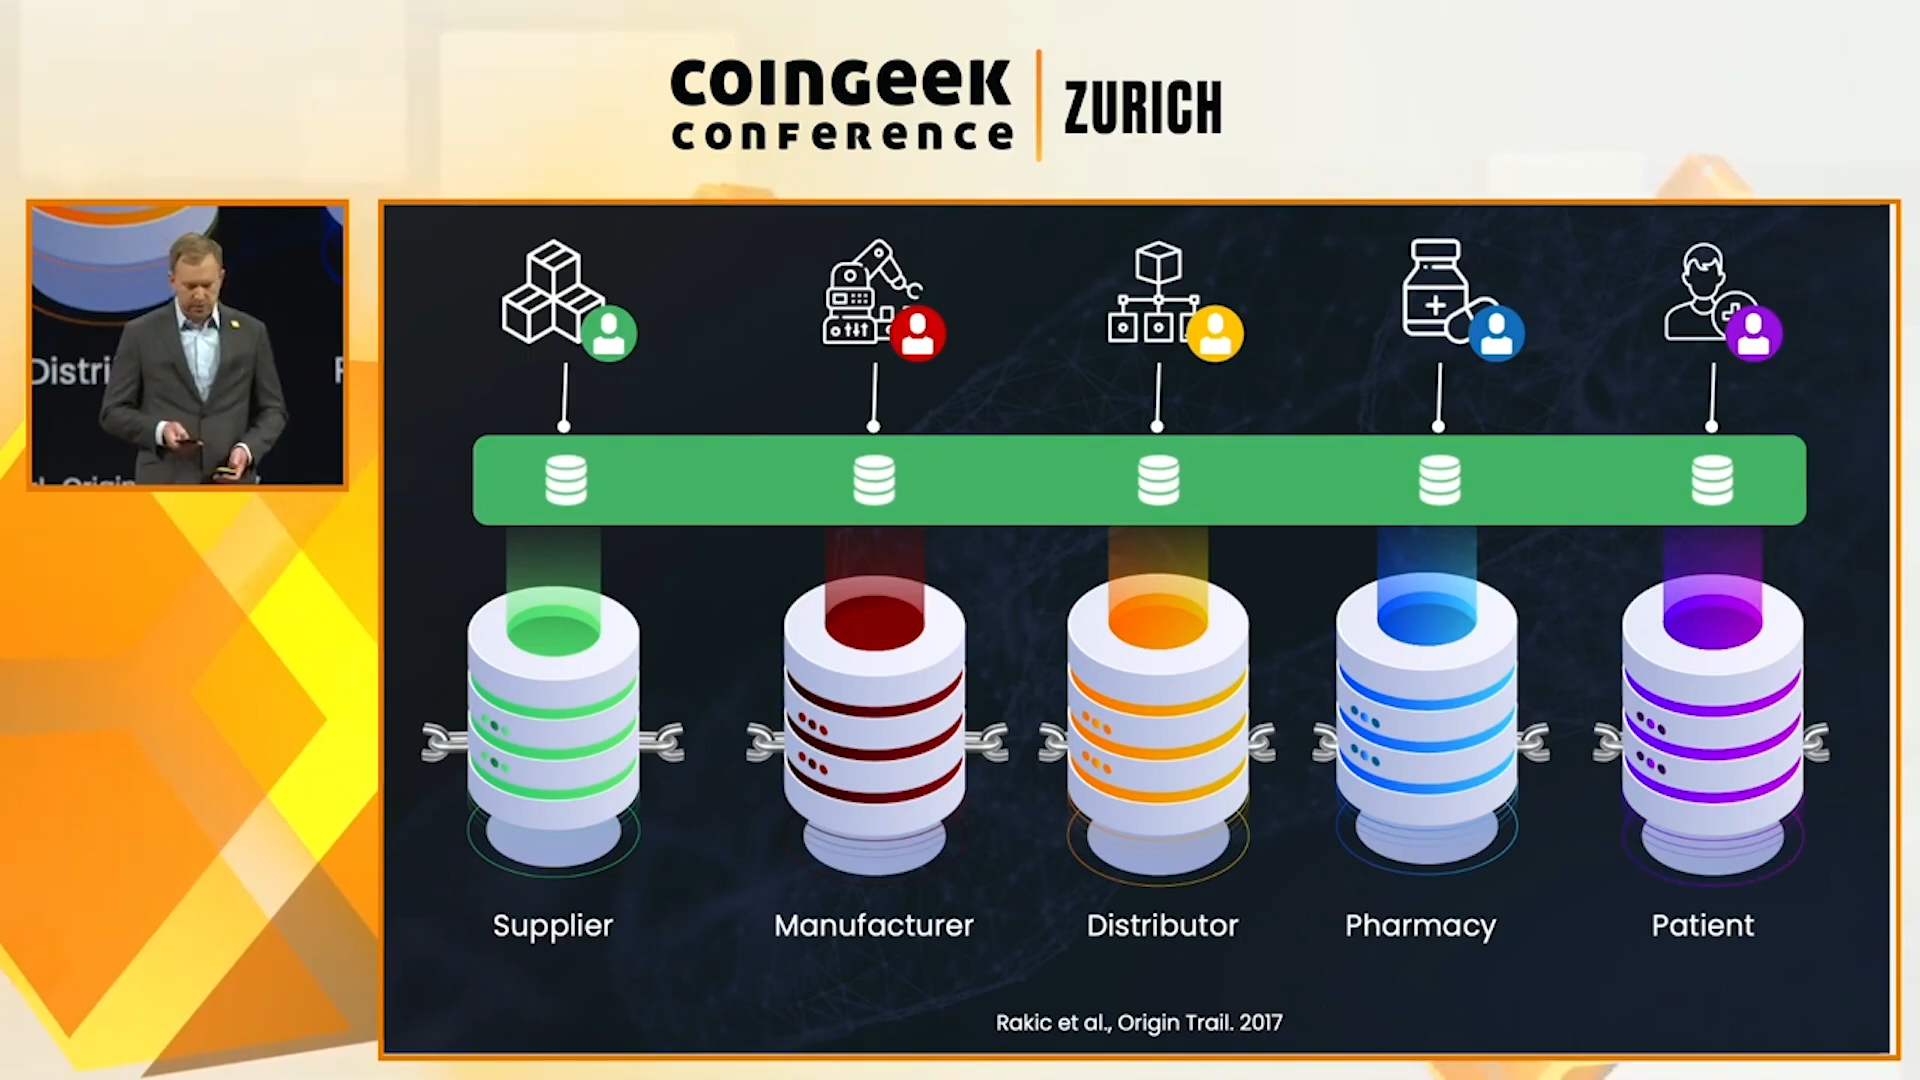 COINGEEK
CONFERENCE
ZURICH
Distri
Supplier
Manufacturer
Distributor
Pharmacy
Patient
Rakic et al., Origin Trail. 2017